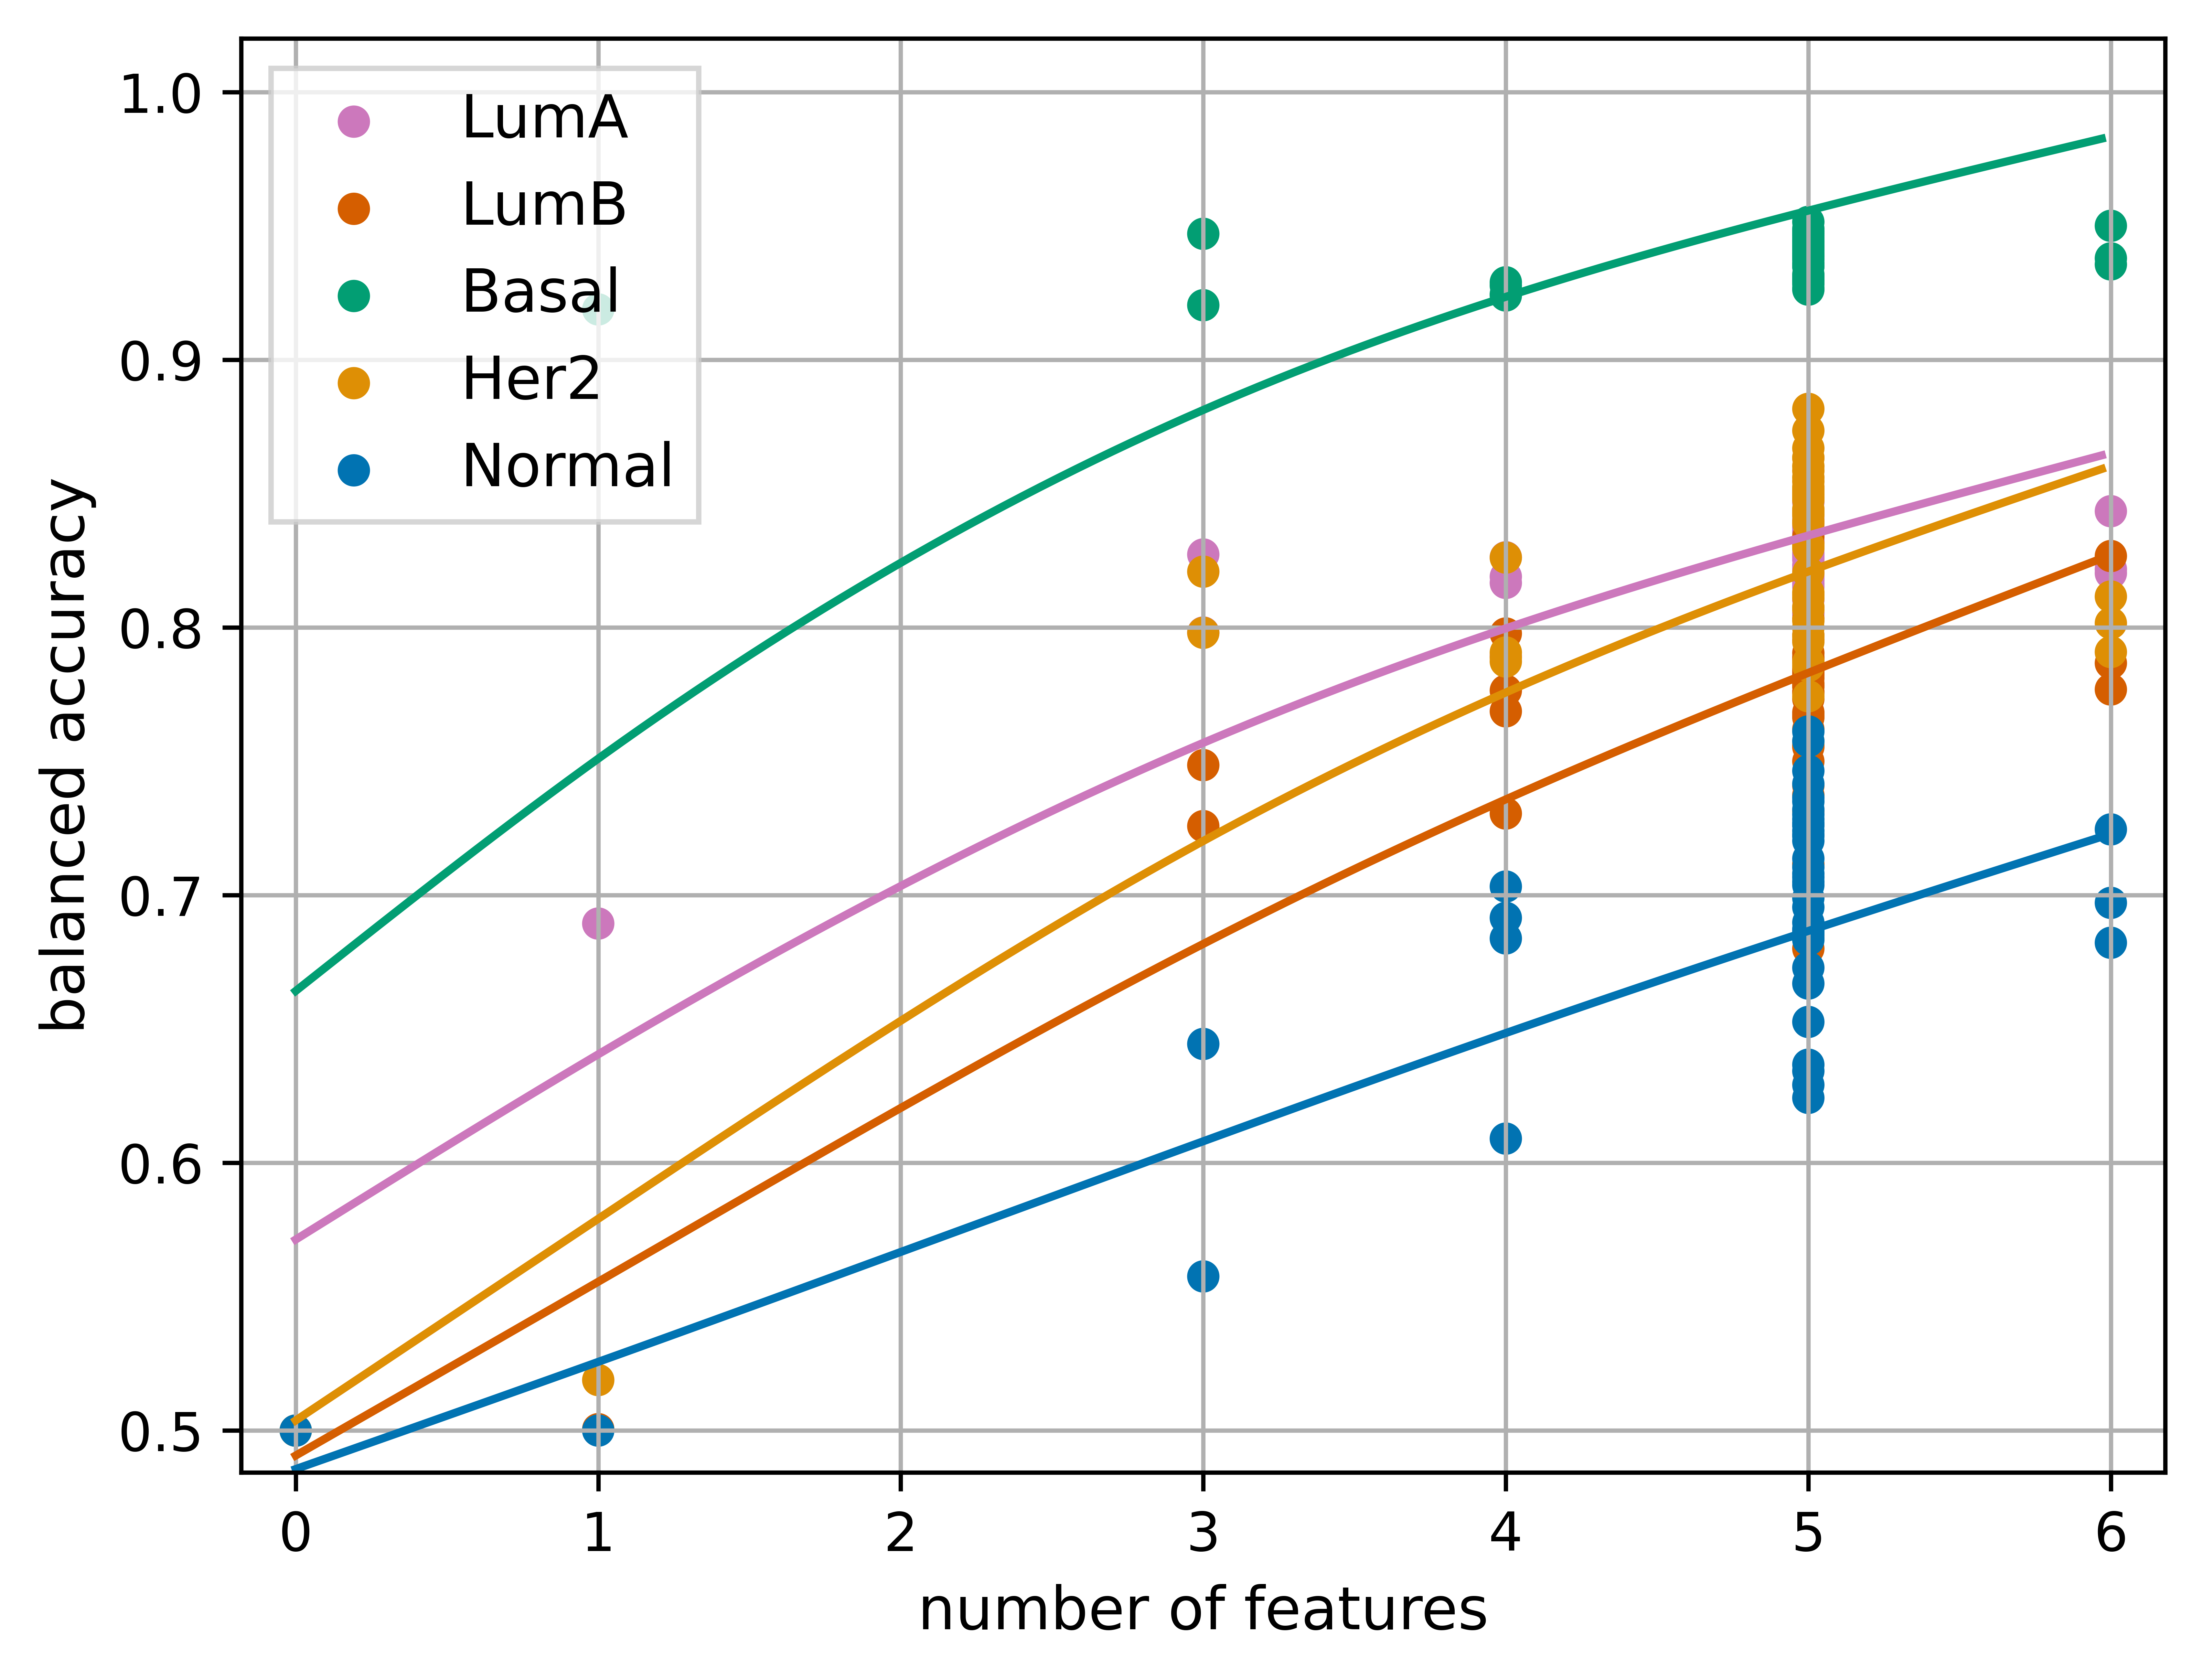 1.0
0.9
0.8
0.7
0.6
0.5
balanced accuracy
LumA
LumB
Basal
Her2
Normal
0 1 2 3 4 5 6
number of features